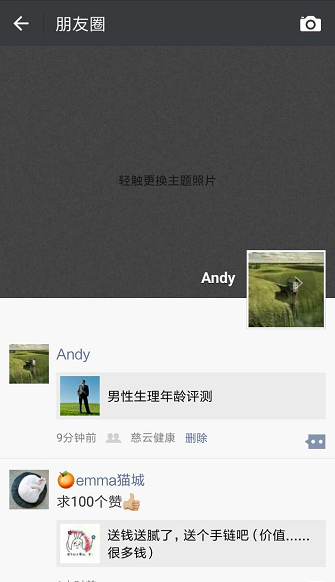 朋友圈
轻触更换主题照片
Andy
Andy
男性生理年龄评测
9分钟前 慈云健康 删除
emma猫城
求100个赞
送钱送腻了，送个手链吧（价值……
很多钱）